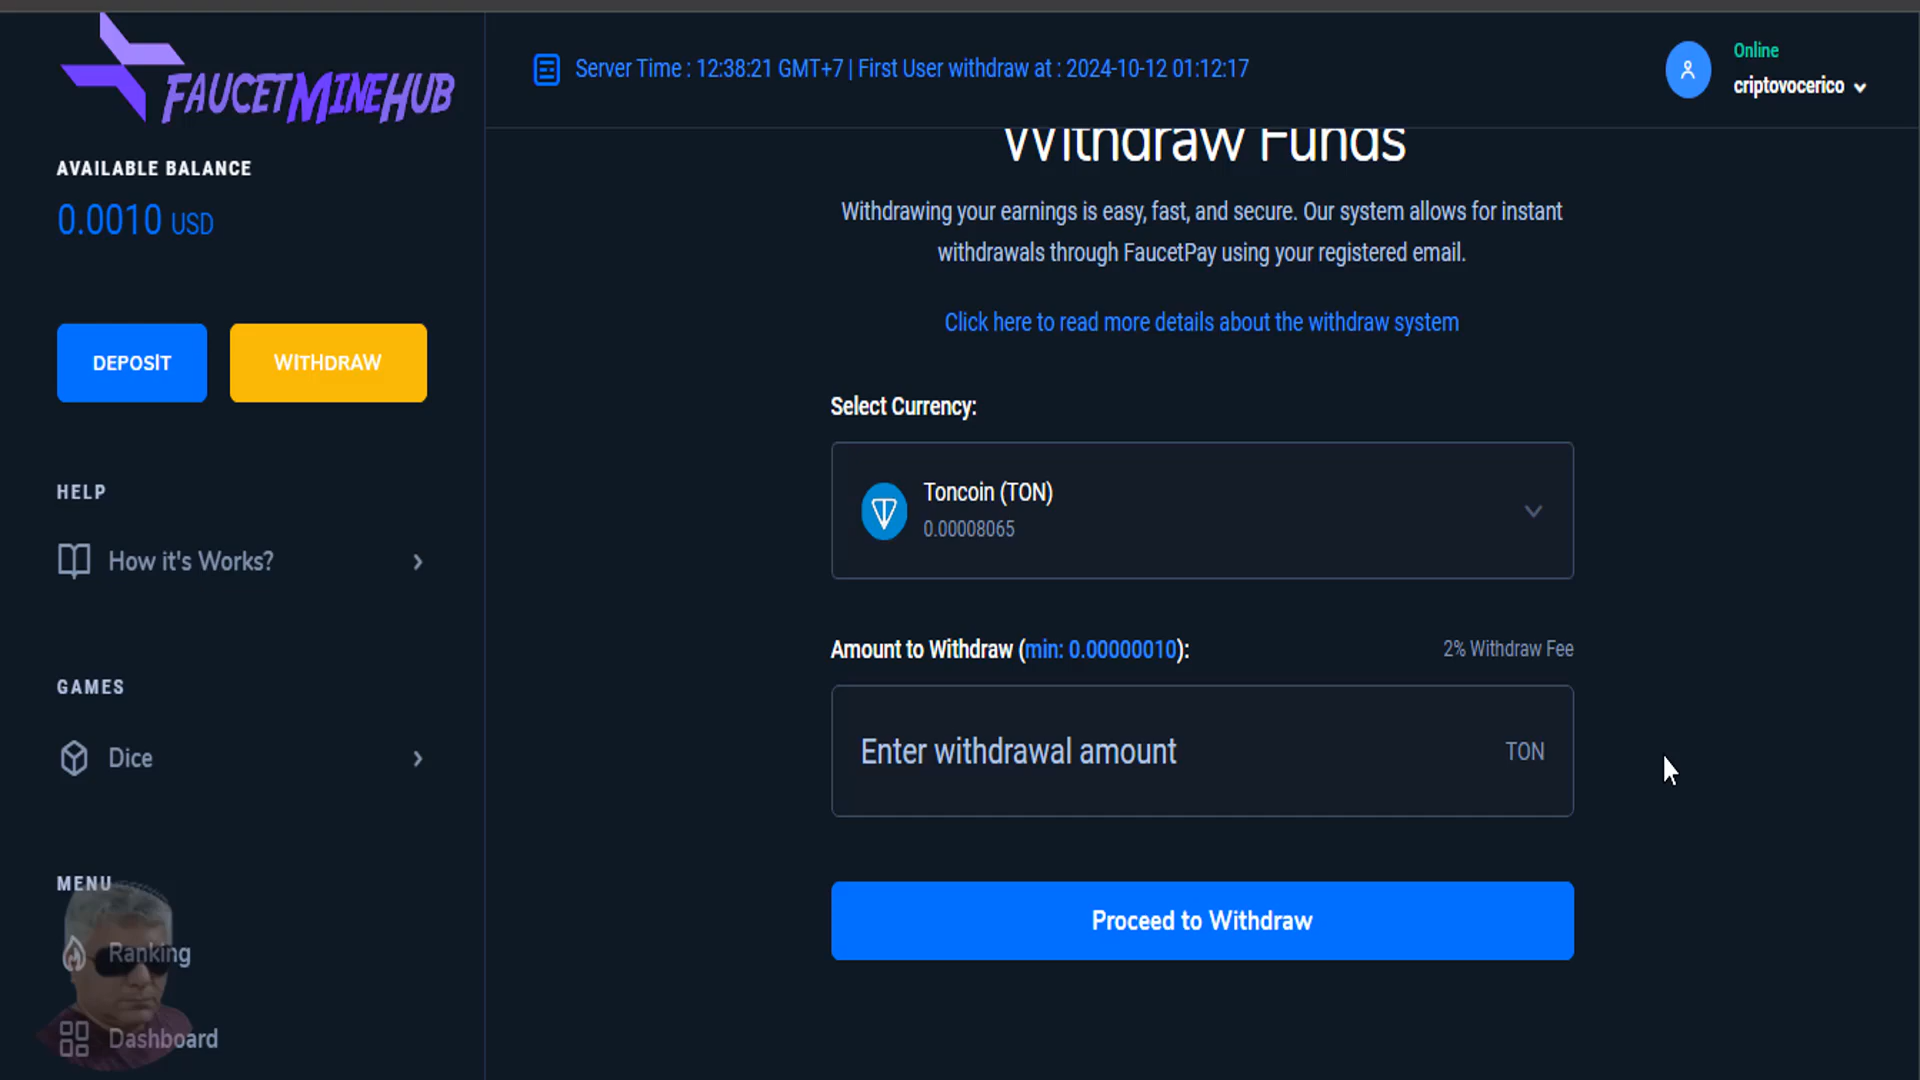 FAUCETMINEHUB
Server Time : 12:38:21 GMT+7 | First User withdraw at : 2024-10-12 01:12:17
Online
criptovocerico
AVAILABLE BALANCE
0.0010 USD
DEPOSIT
WITHDRAW
HELP
How it's Works?
GAMES
Dice
MENU
Ranking
Dashboard
Withdraw Funds
Withdrawing your earnings is easy, fast, and secure. Our system allows for instant
withdrawals through FaucetPay using your registered email.
Click here to read more details about the withdraw system
Select Currency:
Toncoin (TON)
0.00008065
Amount to Withdraw (min: 0.00000010):
2% Withdraw Fee
Enter withdrawal amount
TON
Proceed to Withdraw